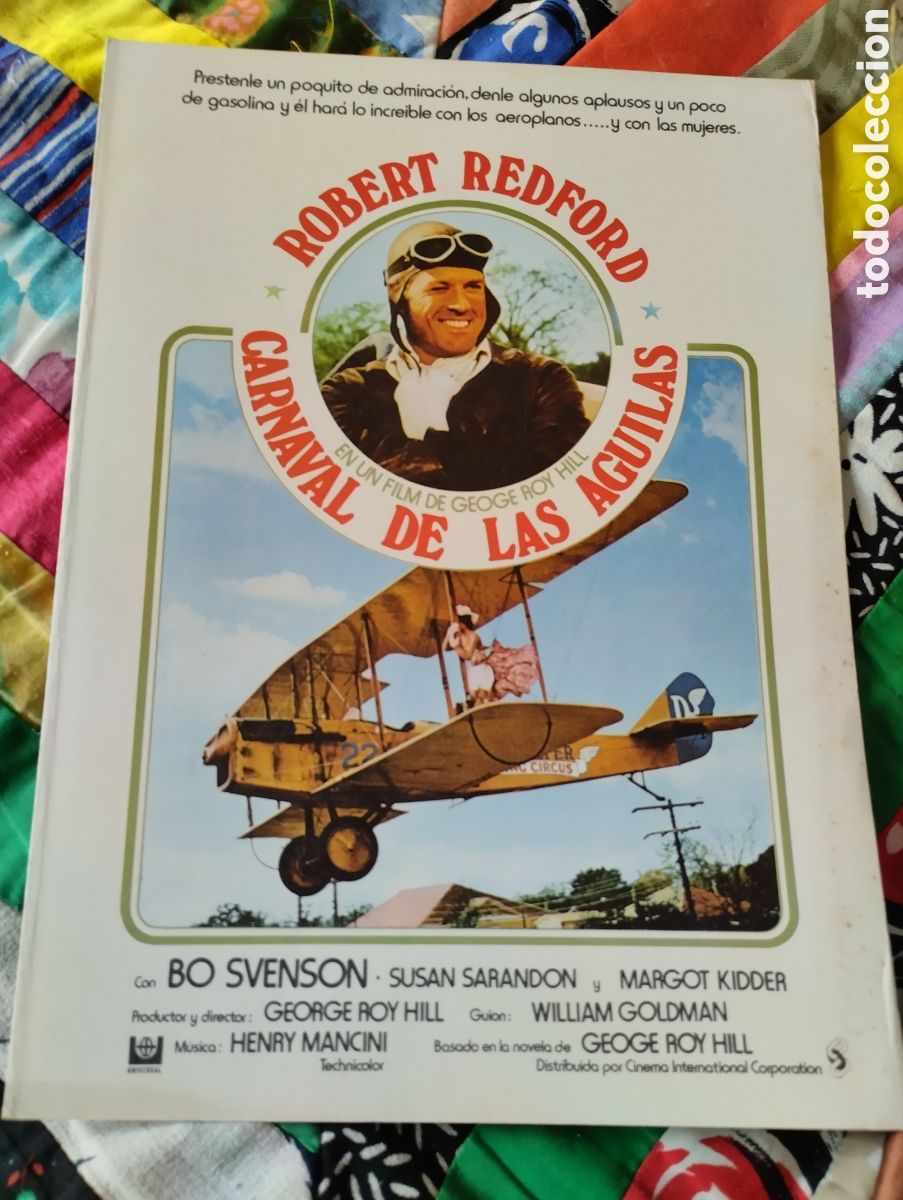 Prestenle un poquito de admiración, denle algunos aplausos y un poco
de gasolina y él hará lo increible con los aeroplanos.....y con las mujeres.
ROBERT REDFORD
EN UN FILM DE GEOGE ROY HILL
CARNAVAL DE LAS AGUILAS
22
CIRCUS
Con BO SVENSON · SUSAN SARANDON y MARGOT KIDDER
Productor y director: GEORGE ROY HILL Guion: WILLIAM GOLDMAN
Música: HENRY MANCINI Basado en la novela de GEOGE ROY HILL
UNIVERSAL
Technicolor
Distribuida por Cinema International Corporation
todocoleccion